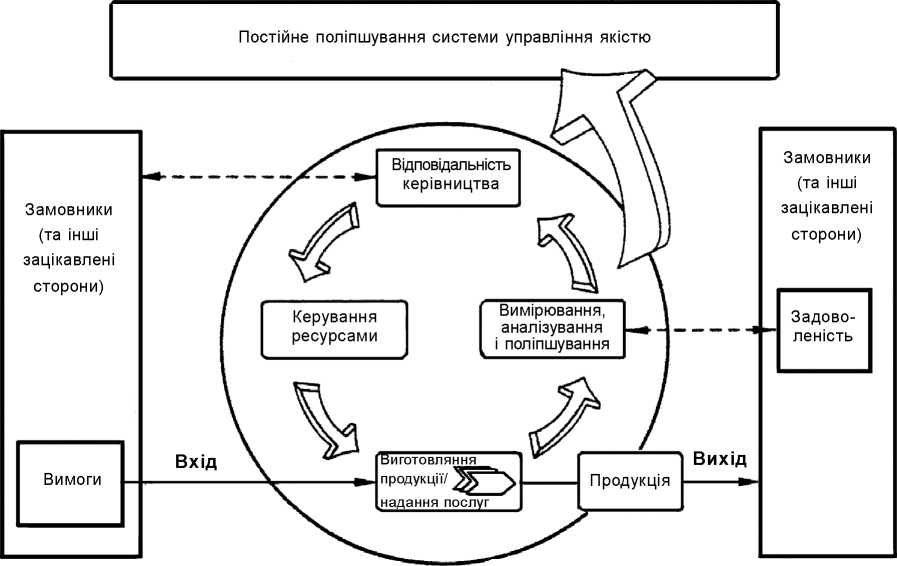 Постійне поліпшування системи управління якістю
Відповідальність
керівництва
Замовники
(та інші
зацікавлені
сторони)
Замовники
(та інші
зацікавлені
сторони)
Керування
ресурсами
Вимірювання,
аналізування
і поліпшування
Задово-
леність
Вимоги
Вхід
Виготовляння
продукції/
надання послуг
Продукція
Вихід